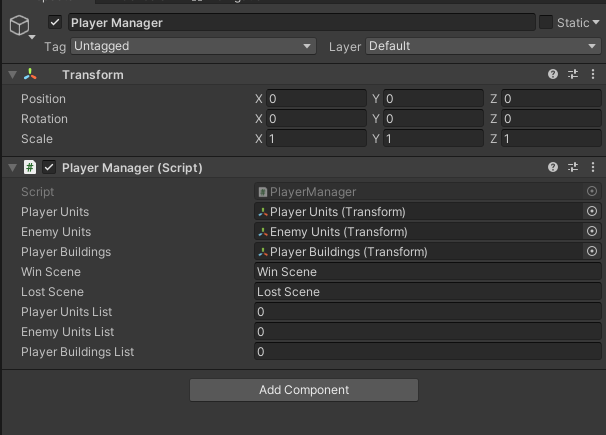 Player Manager
Static
Tag Untagged Layer Default
Transform
Position X 0 Y 0 Z 0
Rotation X 0 Y 0 Z 0
Scale X 1 Y 1 Z 1
# Player Manager (Script)
Script # PlayerManager
Player Units Player Units (Transform)
Enemy Units Enemy Units (Transform)
Player Buildings Player Buildings (Transform)
Win Scene Win Scene
Lost Scene Lost Scene
Player Units List 0
Enemy Units List 0
Player Buildings List 0
Add Component